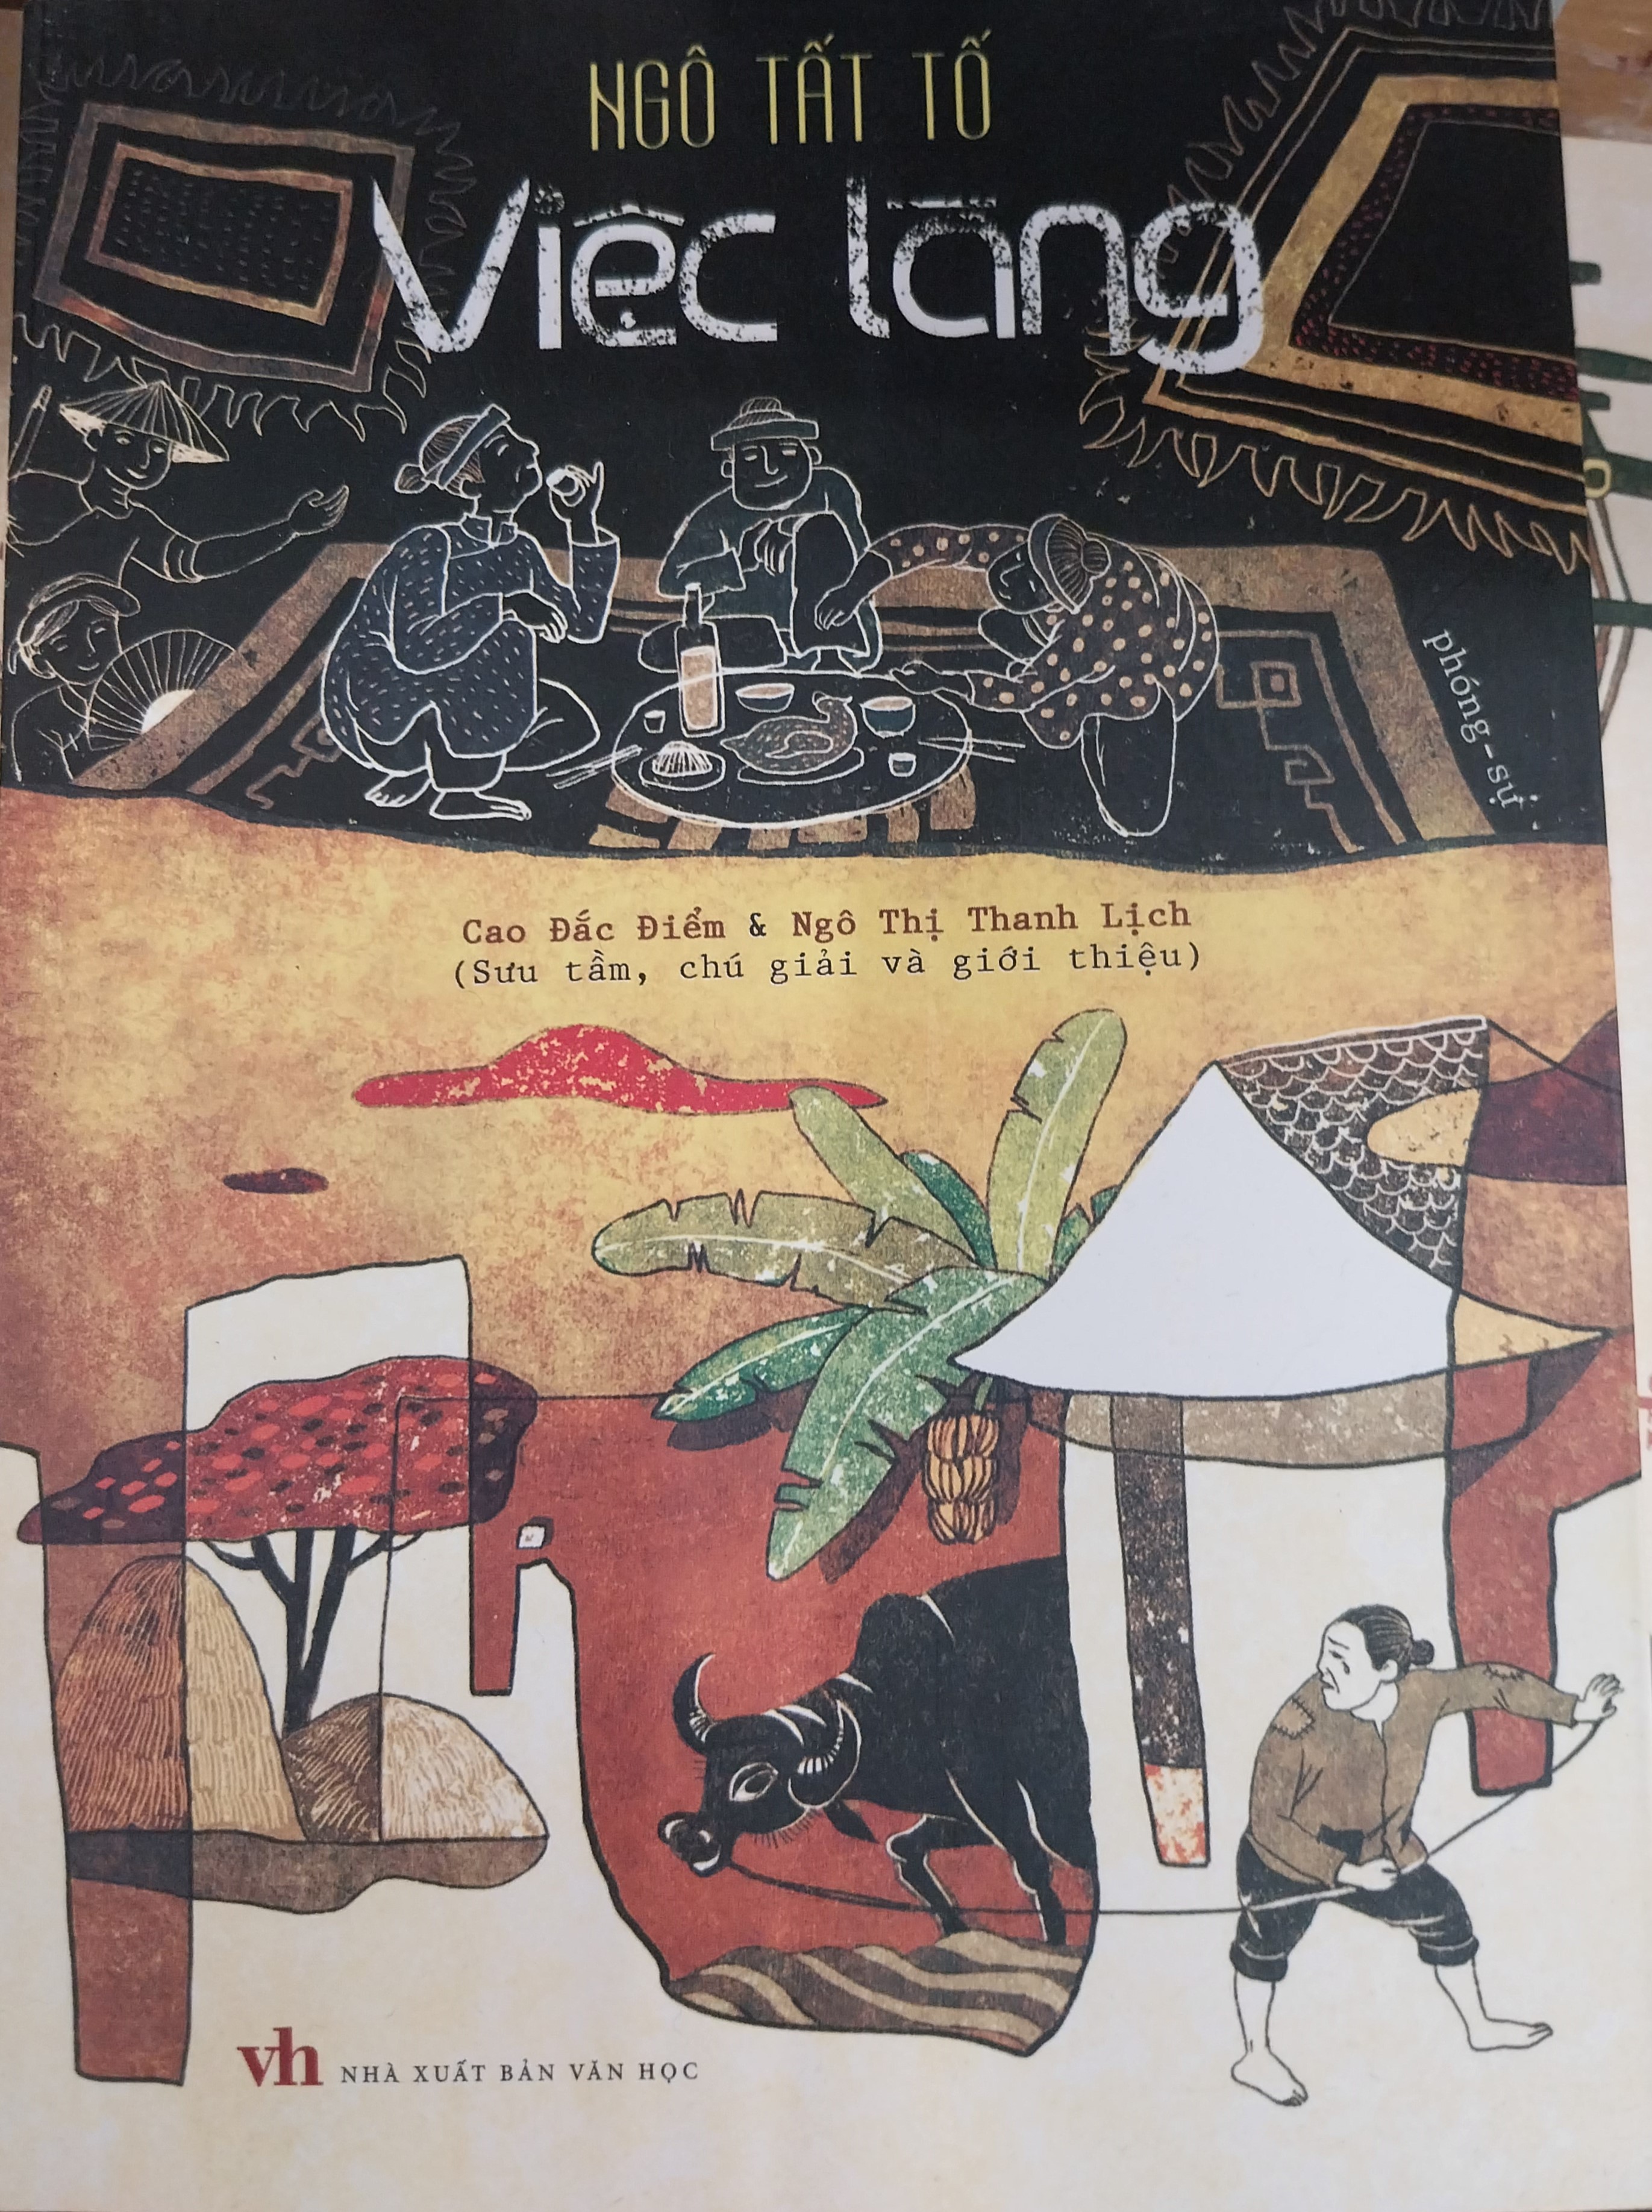 NGÔ TẤT TỐ
Việc làng
phóng-sự
Cao Đắc Điểm & Ngô Thị Thanh Lịch
(Sưu tầm, chú giải và giới thiệu)
vh NHÀ XUẤT BẢN VĂN HỌC